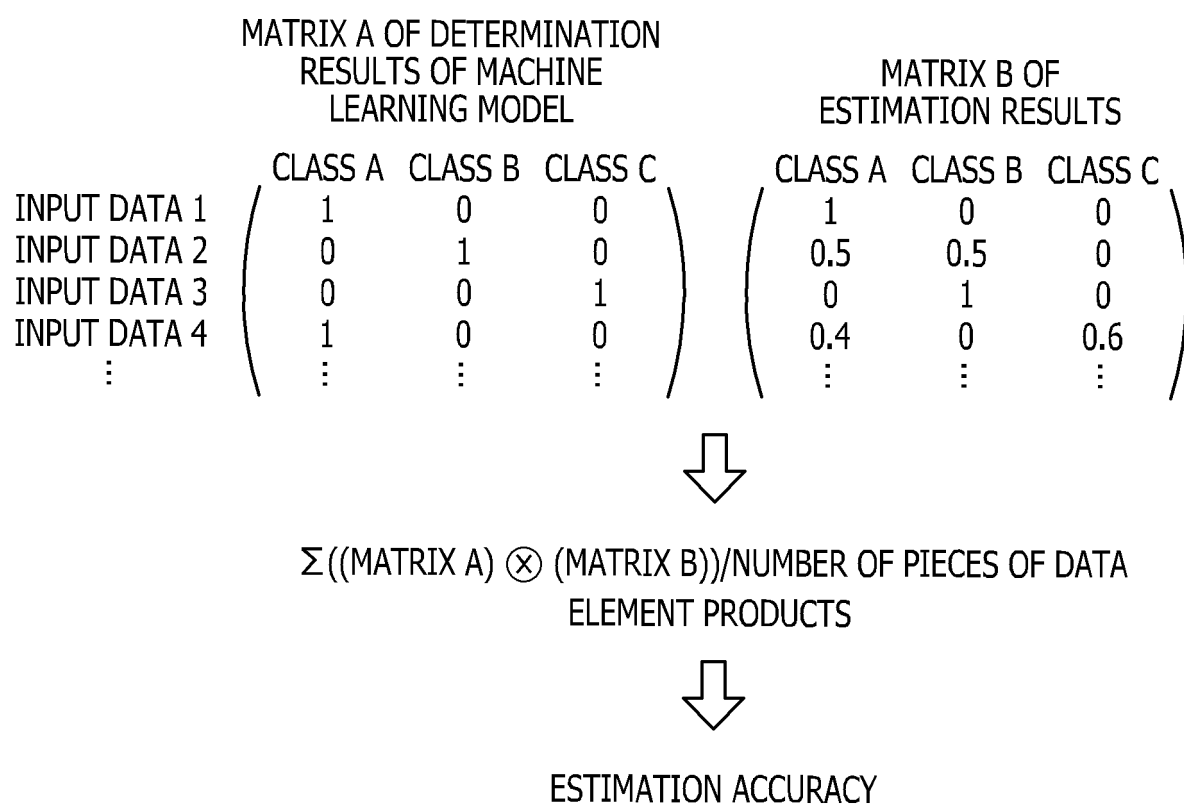 MATRIX A OF DETERMINATION
RESULTS OF MACHINE
LEARNING MODEL
MATRIX B OF
ESTIMATION RESULTS
CLASS A CLASS B CLASS C CLASS A CLASS B CLASS C
INPUT DATA 1 1 0 0 1 0 0
INPUT DATA 2 0 1 0 0.5 0.5 0
INPUT DATA 3 0 0 1 0 1 0
INPUT DATA 4 1 0 0 0.4 0 0.6
⋮ ⋮ ⋮ ⋮ ⋮ ⋮ ⋮
Σ((MATRIX A) ⊗ (MATRIX B))/NUMBER OF PIECES OF DATA
ELEMENT PRODUCTS
ESTIMATION ACCURACY